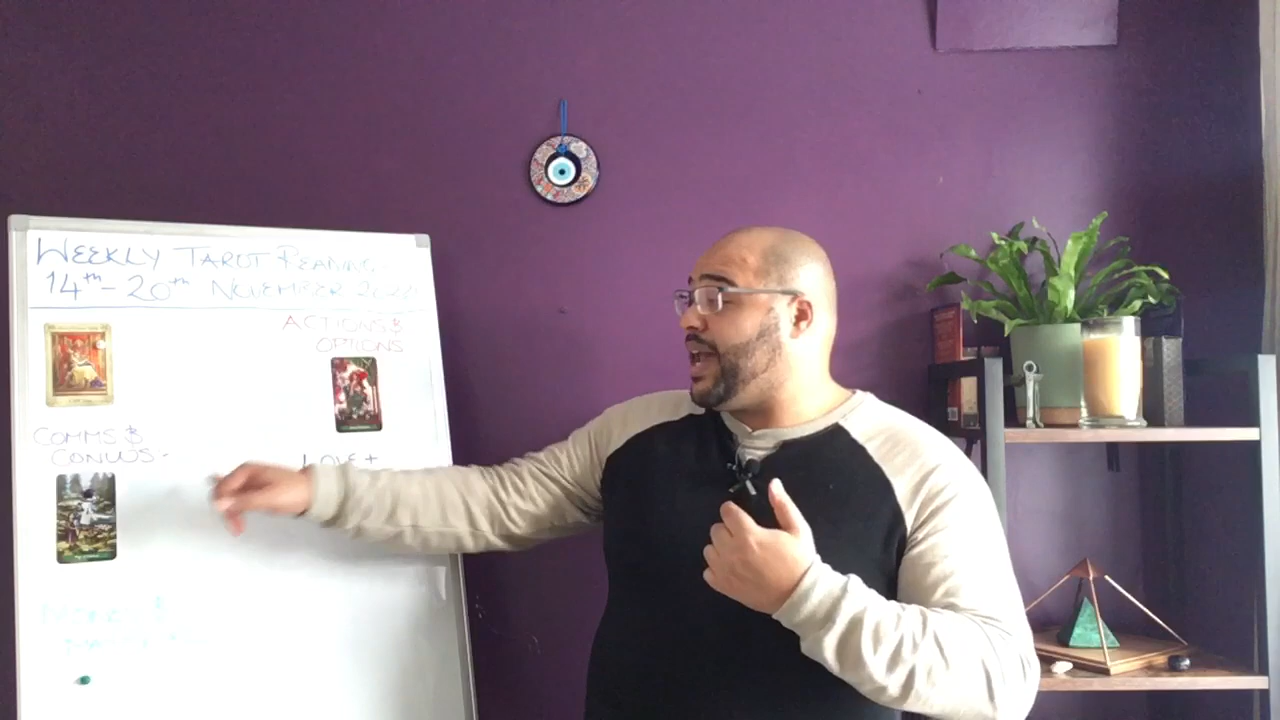 WEEKLY TAROT READING
14th - 20th NOVEMBER 2022
ACTIONS &
OPTIONS
COMMS &
CONVOS -
LOVE +